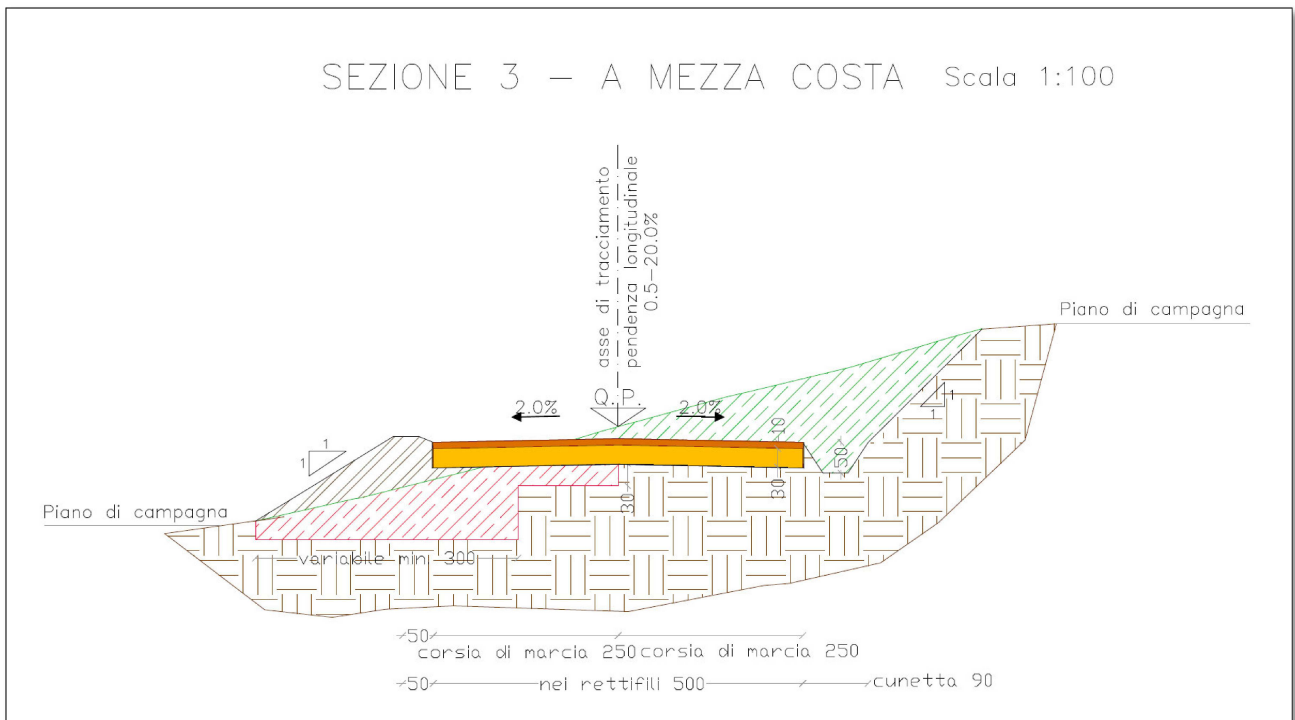 SEZIONE 3 - A MEZZA COSTA Scala 1:100
asse di tracciamento
pendenza longitudinale
0.5-20.0%
Piano di campagna
Q.P.
2.0%
2.0%
1
1
10
30
50
1
1
30
Piano di campagna
variabile min. 300
50
corsia di marcia 250
corsia di marcia 250
50
nei rettifili 500
cunetta 90